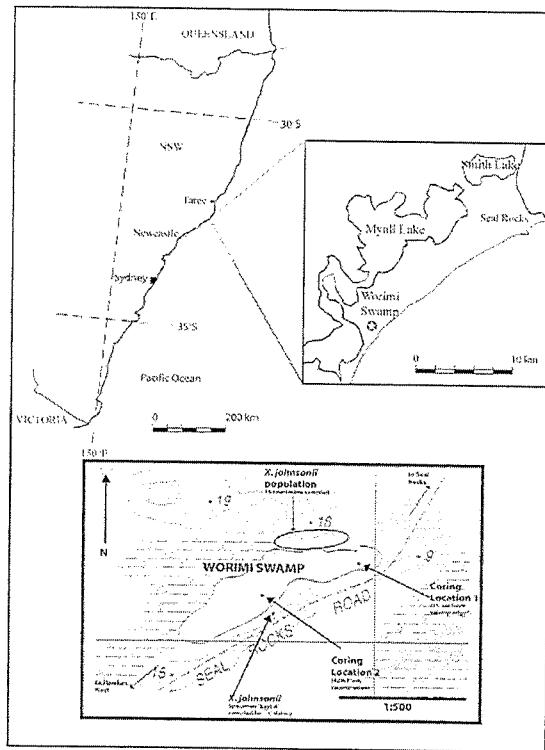 150°E
QUEENSLAND
30°S
NSW
Taree
Newcastle
Sydney
35°S
Pacific Ocean
0 200 km
VICTORIA
150°E
Smith Lake
Seal Rocks
Myall Lake
Worimi
Swamp
0 10 km
X. johnsonii
population
to Seal
Rocks
19
18
N
WORIMI SWAMP
9
Coring
Location 1
SEAL ROCKS ROAD
Coring
Location 2
15
X. johnsonii
1:500